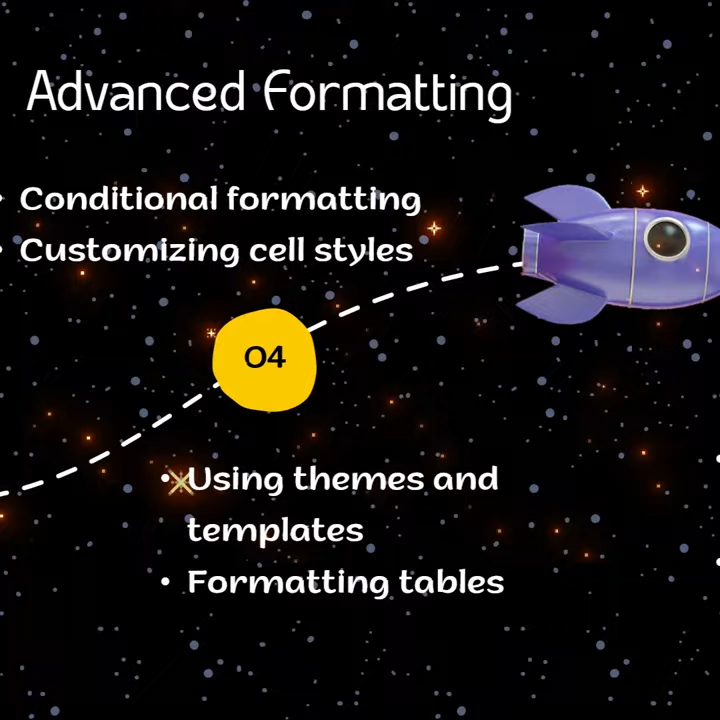 Advanced Formatting
• Conditional formatting
• Customizing cell styles
04
• Using themes and
templates
• Formatting tables